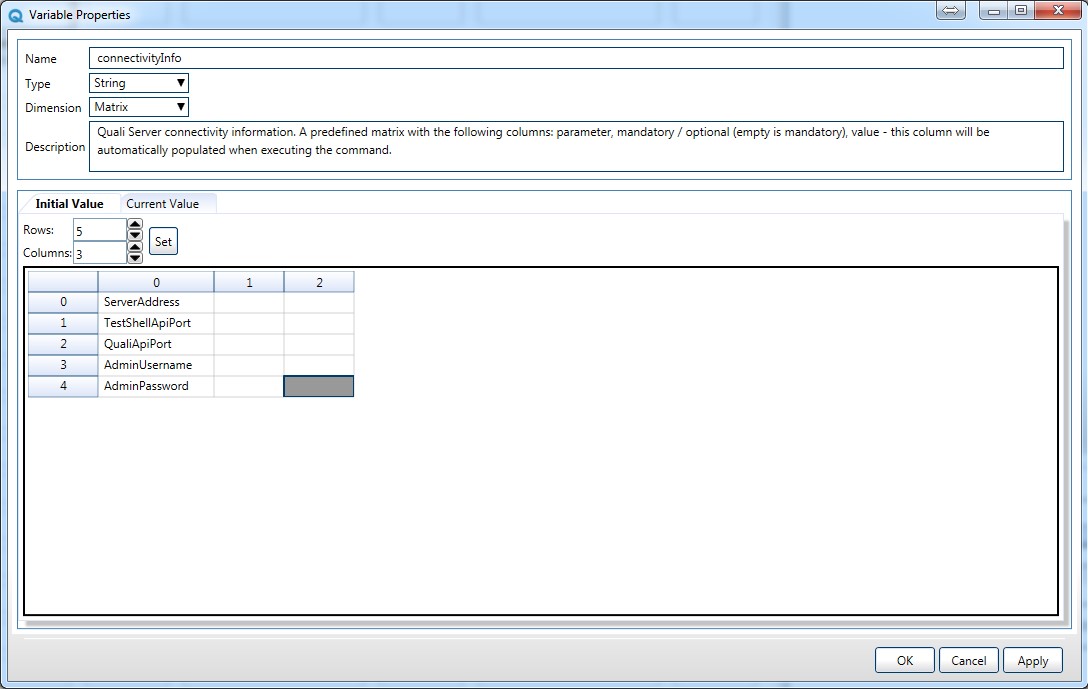 Variable Properties
Name connectivityInfo
Type String
Dimension Matrix
Description Quali Server connectivity information. A predefined matrix with the following columns: parameter, mandatory / optional (empty is mandatory), value - this column will be
automatically populated when executing the command.
Initial Value Current Value
Rows: 5
Columns: 3
Set
0 1 2
0 ServerAddress
1 TestShellApiPort
2 QualiApiPort
3 AdminUsername
4 AdminPassword
OK Cancel Apply